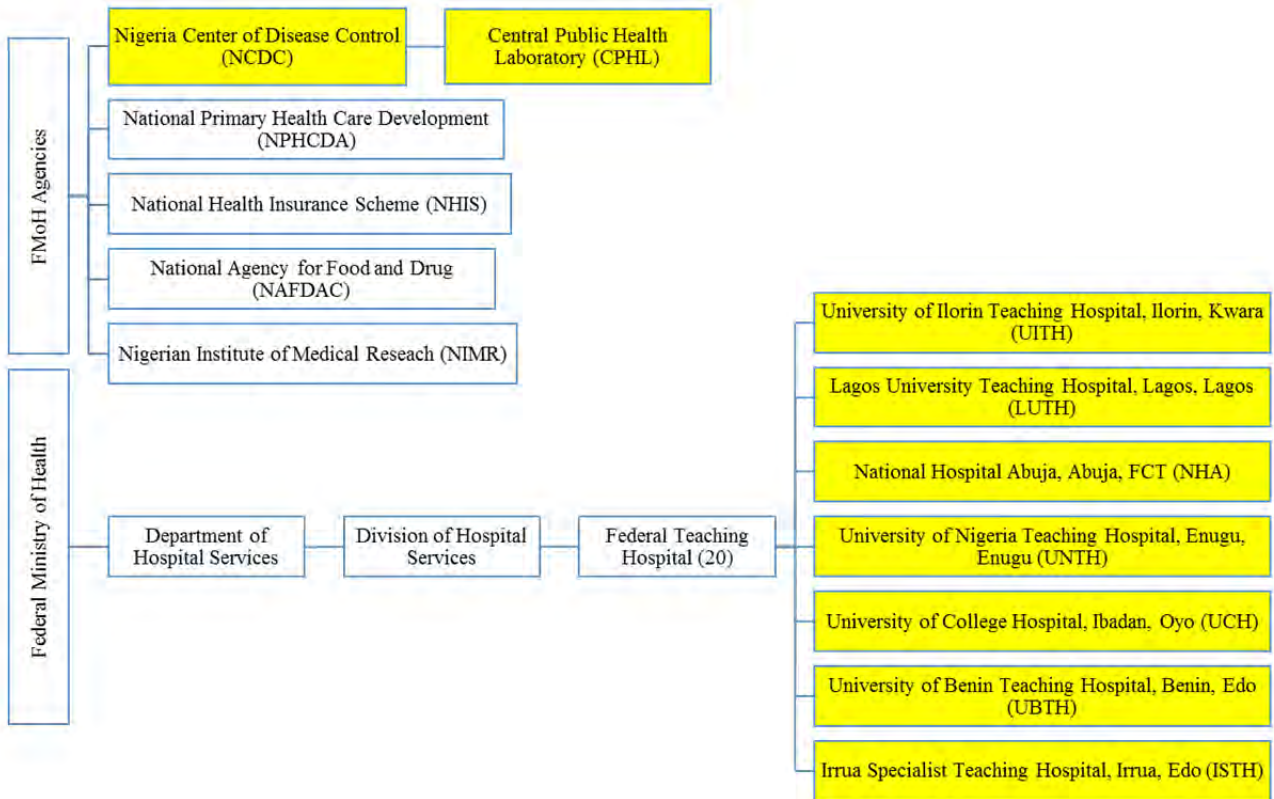 FMoH Agencies
Nigeria Center of Disease Control
(NCDC)
Central Public Health
Laboratory (CPHL)
National Primary Health Care Development
(NPHCDA)
National Health Insurance Scheme (NHIS)
National Agency for Food and Drug
(NAFDAC)
Nigerian Institute of Medical Reseach (NIMR)
Federal Ministry of Health
Department of
Hospital Services
Division of Hospital
Services
Federal Teaching
Hospital (20)
University of Ilorin Teaching Hospital, Ilorin, Kwara
(UITH)
Lagos University Teaching Hospital, Lagos, Lagos
(LUTH)
National Hospital Abuja, Abuja, FCT (NHA)
University of Nigeria Teaching Hospital, Enugu,
Enugu (UNTH)
University of College Hospital, Ibadan, Oyo (UCH)
University of Benin Teaching Hospital, Benin, Edo
(UBTH)
Irrua Specialist Teaching Hospital, Irrua, Edo (ISTH)